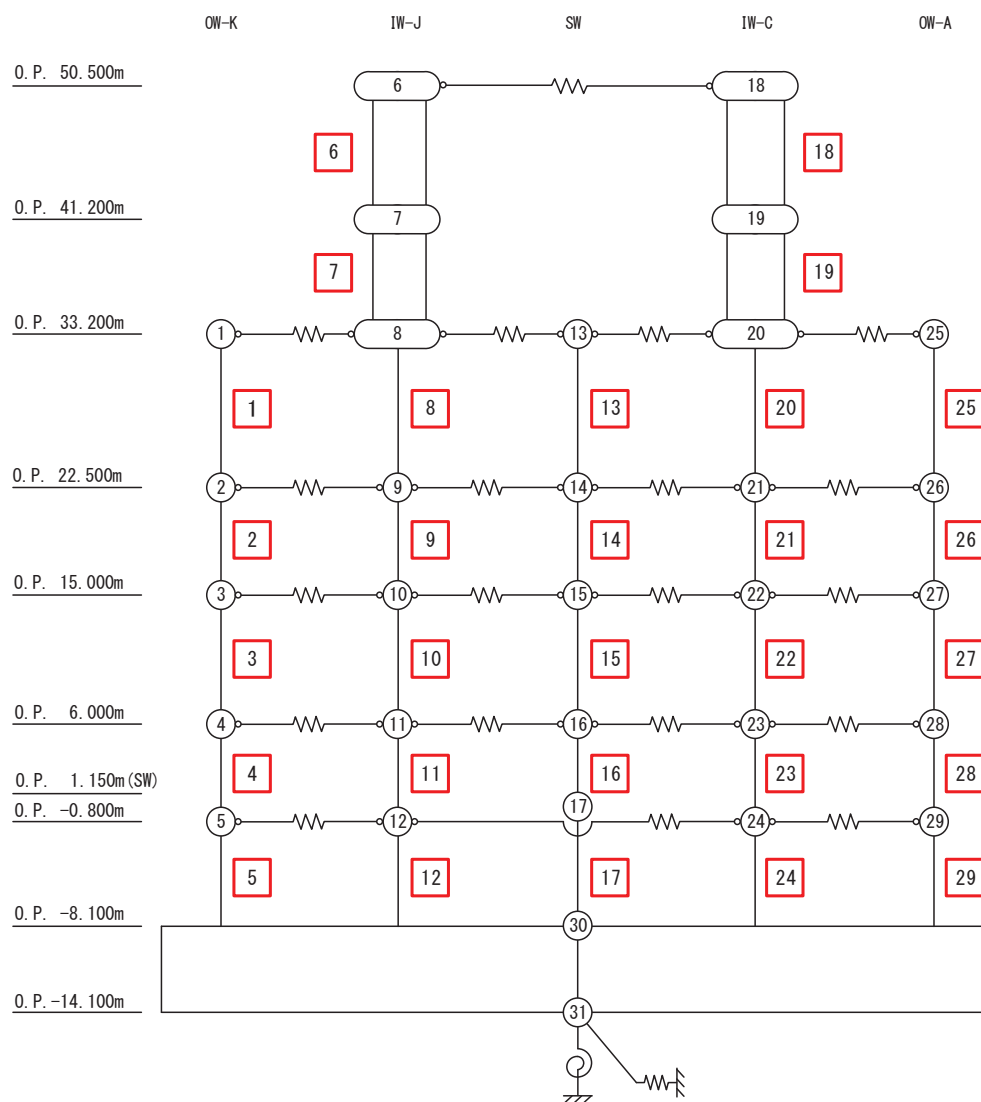 OW-K IW-J SW IW-C OW-A
O.P. 50.500m 6 18
6 18
O.P. 41.200m 7 19
7 19
O.P. 33.200m 1 8 13 20 25
1 8 13 20 25
O.P. 22.500m 2 9 14 21 26
2 9 14 21 26
O.P. 15.000m 3 10 15 22 27
3 10 15 22 27
O.P. 6.000m 4 11 16 23 28
4 11 16 23 28
O.P. 1.150m(SW) 17
O.P. -0.800m 5 12 24 29
5 12 17 24 29
O.P. -8.100m 30
O.P.-14.100m 31